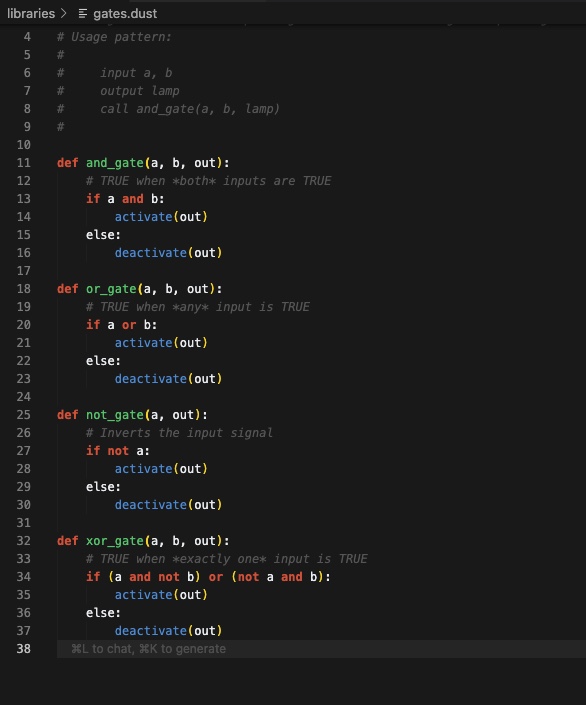 libraries > gates.dust
4 # Usage pattern:
5 #
6 #     input a, b
7 #     output lamp
8 #     call and_gate(a, b, lamp)
9 #
10
11 def and_gate(a, b, out):
12     # TRUE when *both* inputs are TRUE
13     if a and b:
14         activate(out)
15     else:
16         deactivate(out)
17
18 def or_gate(a, b, out):
19     # TRUE when *any* input is TRUE
20     if a or b:
21         activate(out)
22     else:
23         deactivate(out)
24
25 def not_gate(a, out):
26     # Inverts the input signal
27     if not a:
28         activate(out)
29     else:
30         deactivate(out)
31
32 def xor_gate(a, b, out):
33     # TRUE when *exactly one* input is TRUE
34     if (a and not b) or (not a and b):
35         activate(out)
36     else:
37         deactivate(out)
38 ⌘L to chat, ⌘K to generate